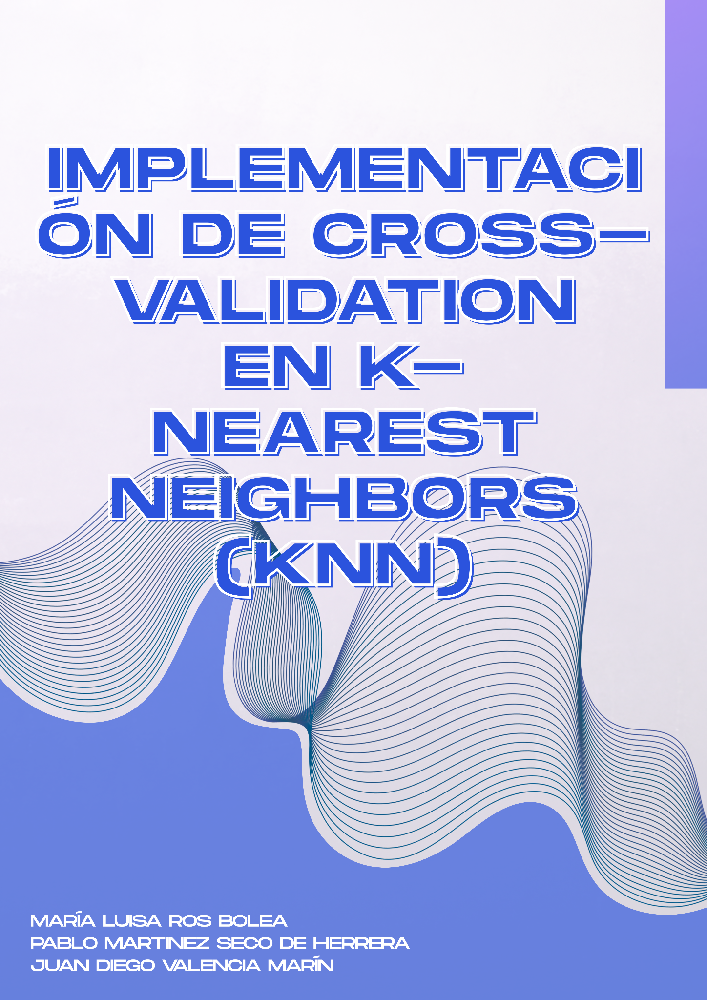 IMPLEMENTACI
ÓN DE CROSS-
VALIDATION
EN K-
NEAREST
NEIGHBORS
(KNN)
MARÍA LUISA ROS BOLEA
PABLO MARTINEZ SECO DE HERRERA
JUAN DIEGO VALENCIA MARÍN